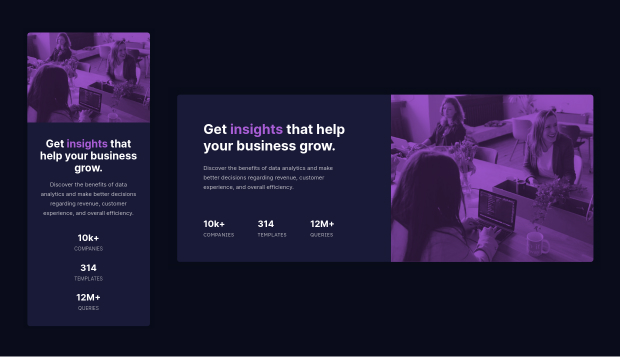 Get insights that
help your business
grow.
Discover the benefits of data
analytics and make better decisions
regarding revenue, customer
experience, and overall efficiency.
10k+
COMPANIES
314
TEMPLATES
12M+
QUERIES
Get insights that help
your business grow.
Discover the benefits of data analytics and make
better decisions regarding revenue, customer
experience, and overall efficiency.
10k+ 314 12M+
COMPANIES TEMPLATES QUERIES